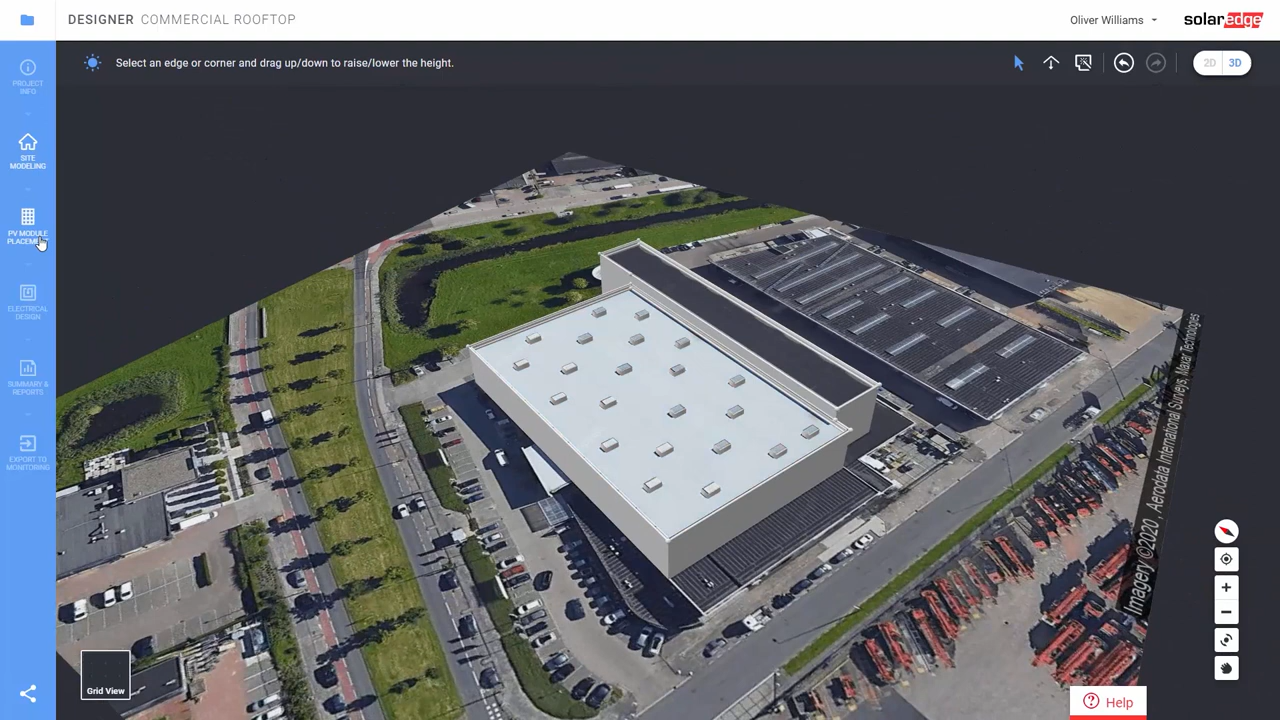 DESIGNER COMMERCIAL ROOFTOP
Oliver Williams
solaredge
Select an edge or corner and drag up/down to raise/lower the height.
2D 3D
PROJECT
INFO
SITE
MODELING
PV MODULE
PLACEMENT
ELECTRICAL
DESIGN
SUMMARY &
REPORTS
EXPORT TO
MONITORING
Imagery ©2020 , Aerodata International Surveys, Maxar Technologies
Grid View
Help